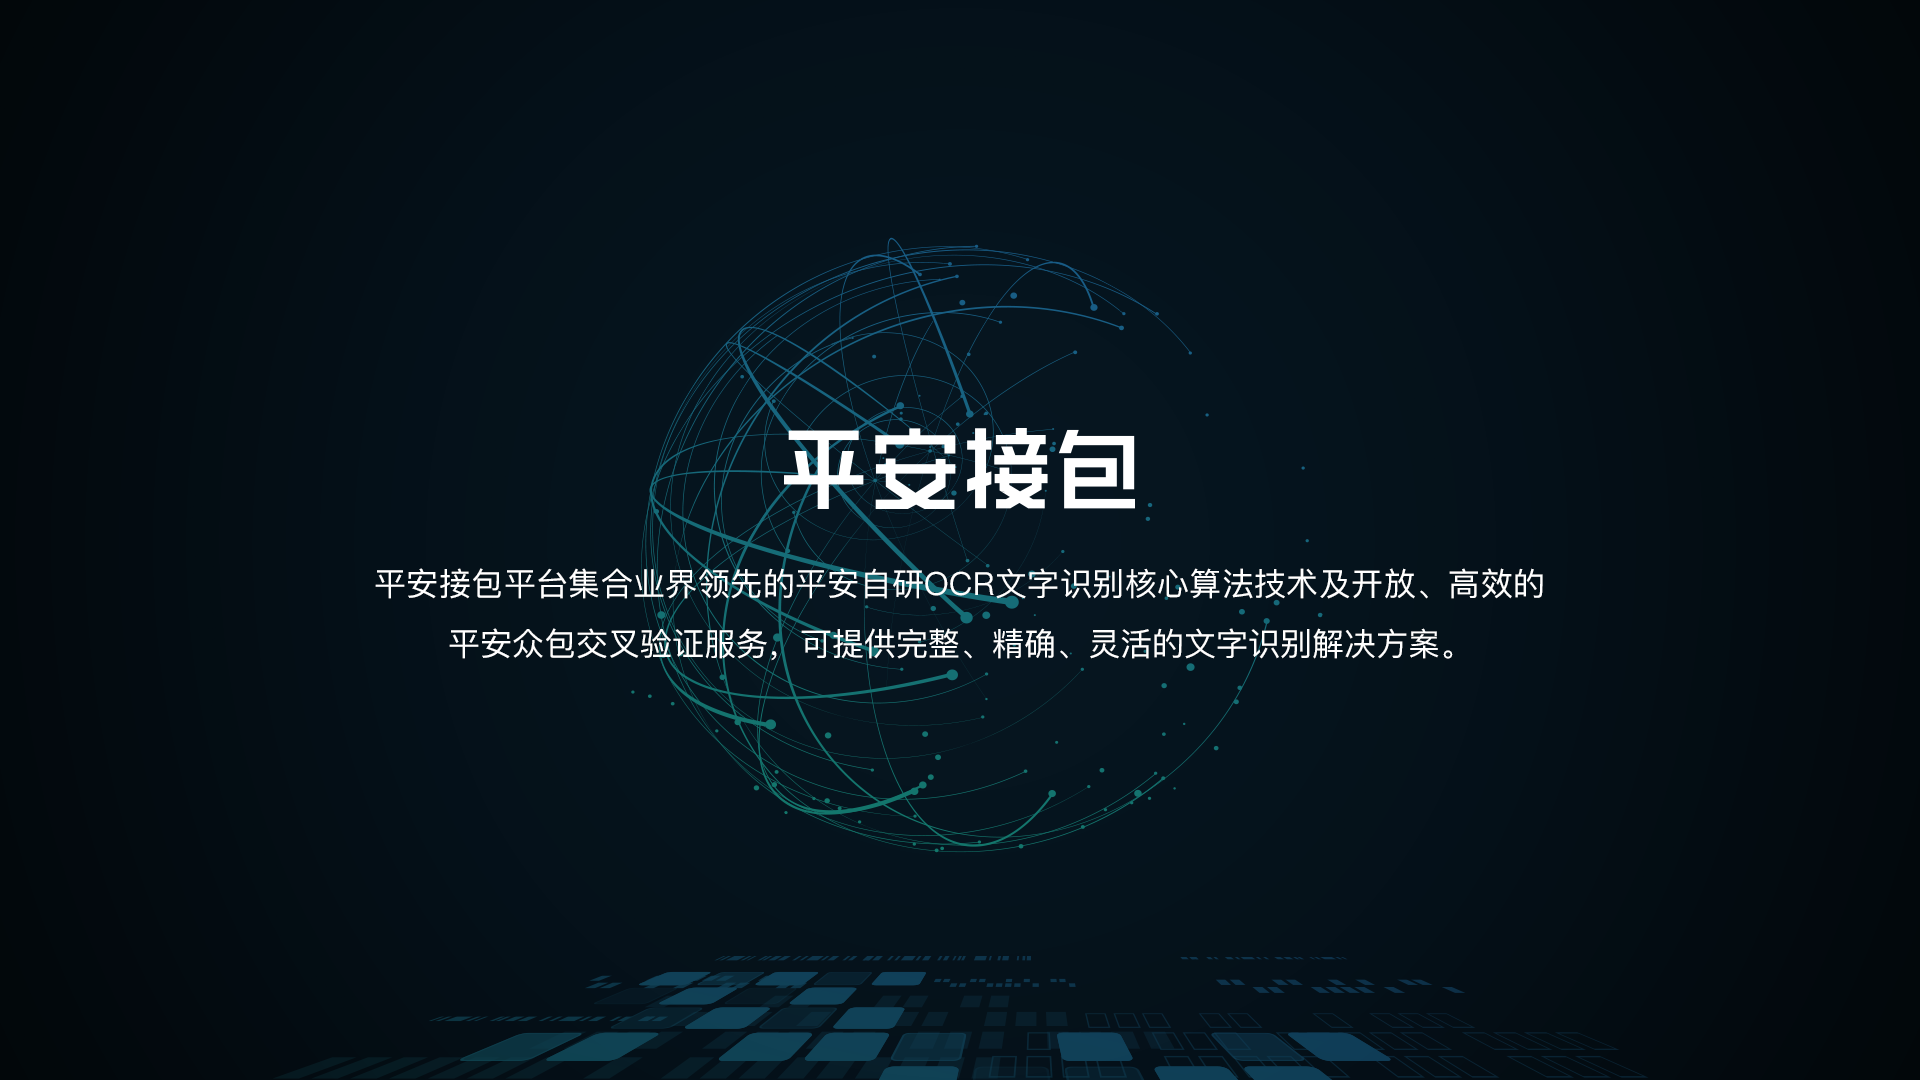 平安接包
平安接包平台集合业界领先的平安自研OCR文字识别核心算法技术及开放、高效的
平安众包交叉验证服务，可提供完整、精确、灵活的文字识别解决方案。